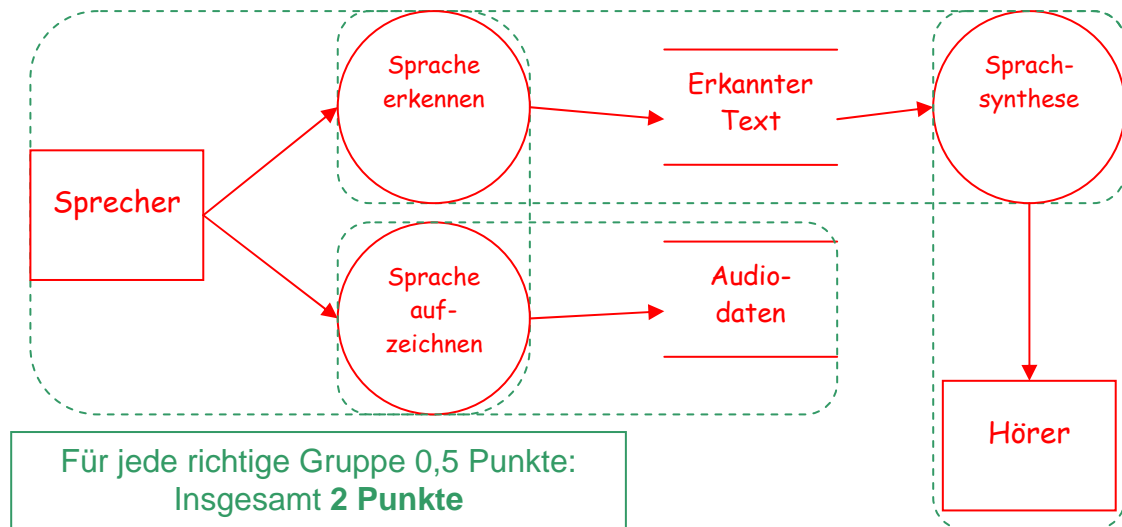 Sprache
erkennen
Erkannter
Text
Sprach-
synthese
Sprecher
Sprache
auf-
zeichnen
Audio-
daten
Hörer
Für jede richtige Gruppe 0,5 Punkte:
Insgesamt 2 Punkte